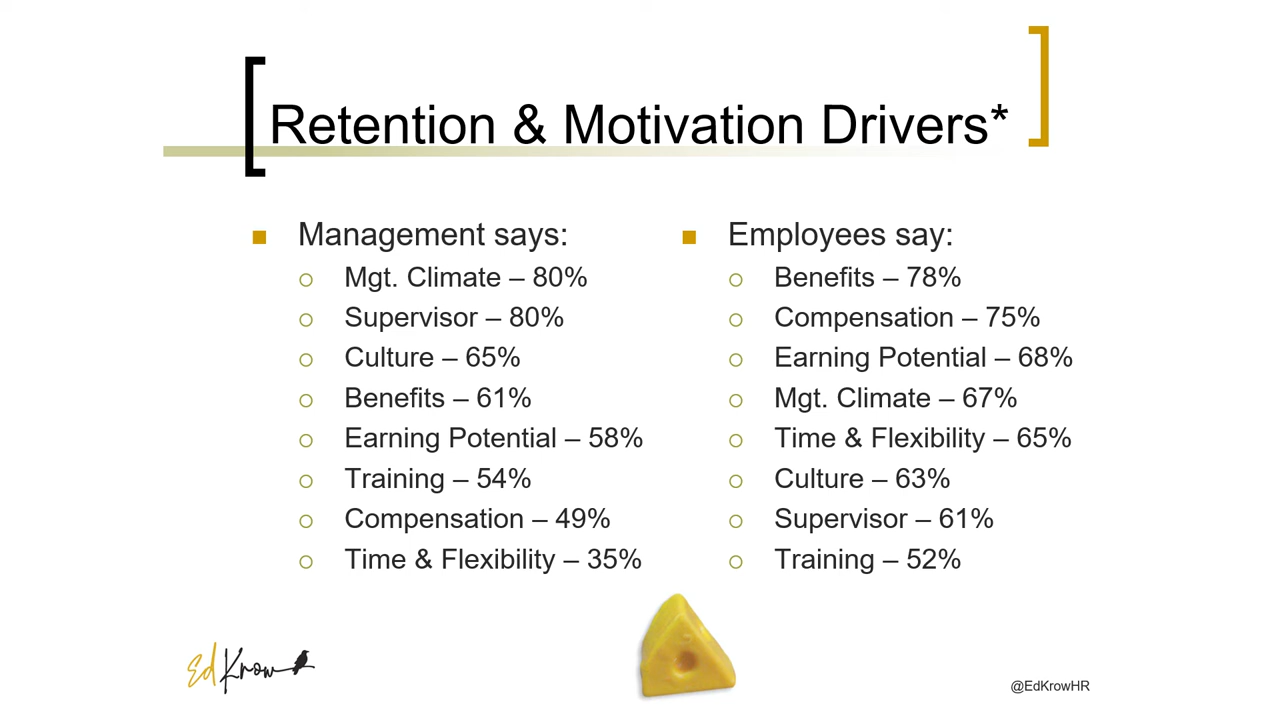 Retention & Motivation Drivers*
Management says:
Mgt. Climate – 80%
Supervisor – 80%
Culture – 65%
Benefits – 61%
Earning Potential – 58%
Training – 54%
Compensation – 49%
Time & Flexibility – 35%
Employees say:
Benefits – 78%
Compensation – 75%
Earning Potential – 68%
Mgt. Climate – 67%
Time & Flexibility – 65%
Culture – 63%
Supervisor – 61%
Training – 52%
Ed Krow
@EdKrowHR